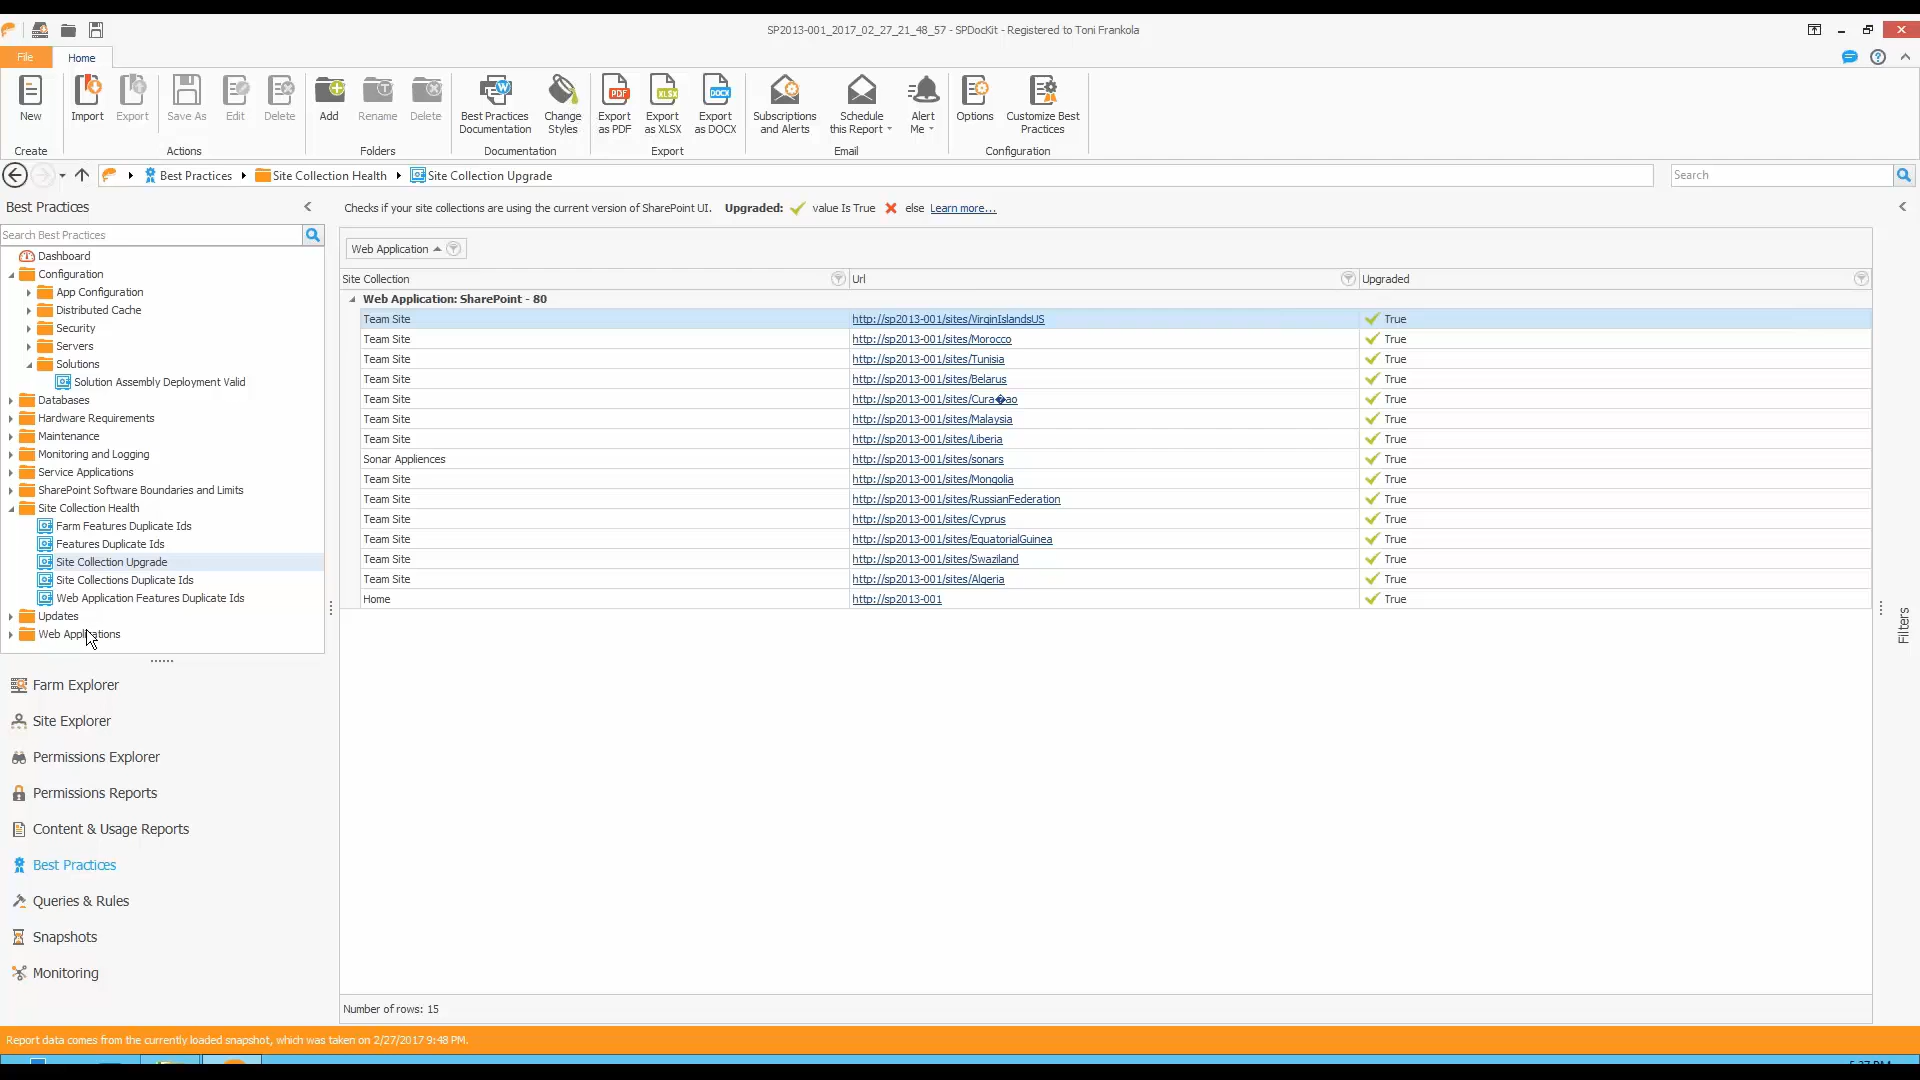 SP2013-001_2017_02_27_21_48_57 - SPDocKit - Registered to Toni Frankola
File Home
New Import Export Save As Edit Delete Add Rename Delete Best Practices Documentation Change Styles Export as PDF Export as XLSX Export as DOCX Subscriptions and Alerts Schedule this Report Alert Me Options Customize Best Practices
Create Actions Folders Documentation Export Email Configuration
Best Practices Site Collection Health Site Collection Upgrade Search
Best Practices
Search Best Practices
Dashboard
Configuration
App Configuration
Distributed Cache
Security
Servers
Solutions
Solution Assembly Deployment Valid
Databases
Hardware Requirements
Maintenance
Monitoring and Logging
Service Applications
SharePoint Software Boundaries and Limits
Site Collection Health
Farm Features Duplicate Ids
Features Duplicate Ids
Site Collection Upgrade
Site Collections Duplicate Ids
Web Application Features Duplicate Ids
Updates
Web Applications
Farm Explorer
Site Explorer
Permissions Explorer
Permissions Reports
Content & Usage Reports
Best Practices
Queries & Rules
Snapshots
Monitoring
Checks if your site collections are using the current version of SharePoint UI. Upgraded: value Is True else Learn more...
Web Application
Site Collection Url Upgraded
Web Application: SharePoint - 80
Team Site http://sp2013-001/sites/VirginIslandsUS True
Team Site http://sp2013-001/sites/Morocco True
Team Site http://sp2013-001/sites/Tunisia True
Team Site http://sp2013-001/sites/Belarus True
Team Site http://sp2013-001/sites/Cura�ao True
Team Site http://sp2013-001/sites/Malaysia True
Team Site http://sp2013-001/sites/Liberia True
Sonar Appliences http://sp2013-001/sites/sonars True
Team Site http://sp2013-001/sites/Mongolia True
Team Site http://sp2013-001/sites/RussianFederation True
Team Site http://sp2013-001/sites/Cyprus True
Team Site http://sp2013-001/sites/EquatorialGuinea True
Team Site http://sp2013-001/sites/Swaziland True
Team Site http://sp2013-001/sites/Algeria True
Home http://sp2013-001 True
Filters
Number of rows: 15
Report data comes from the currently loaded snapshot, which was taken on 2/27/2017 9:48 PM.